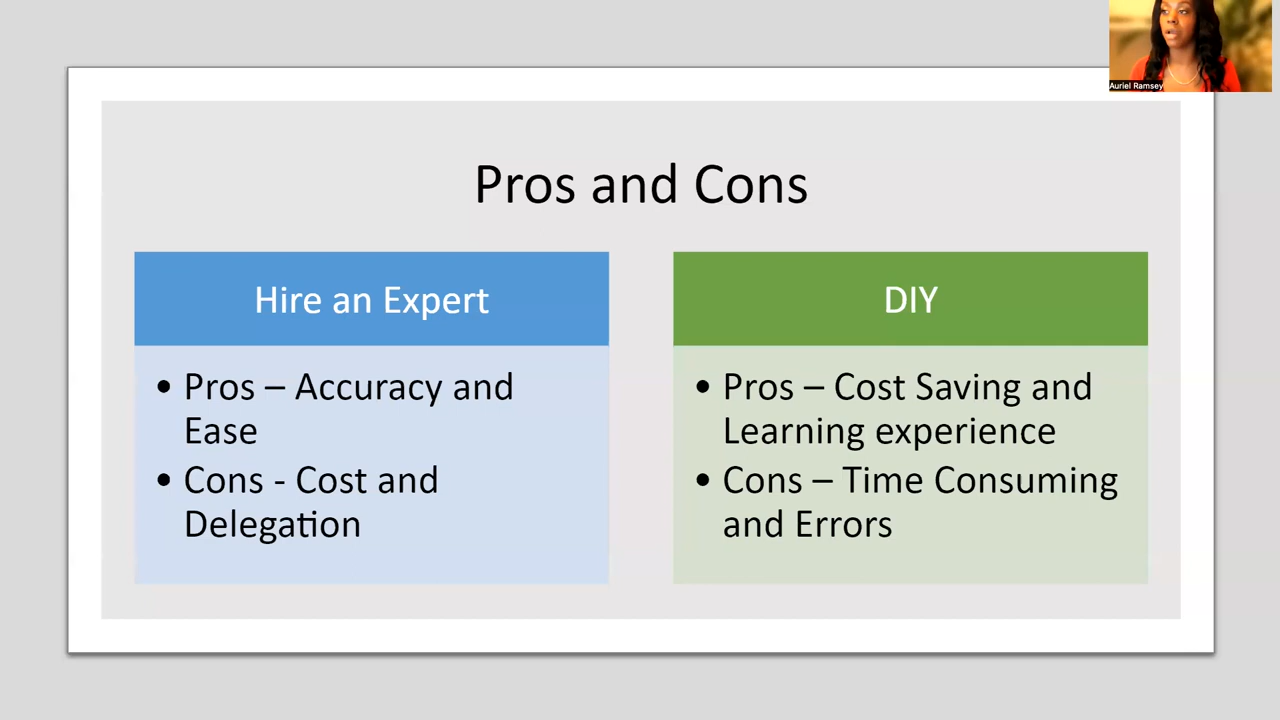 Auriel Ramsey
Pros and Cons
Hire an Expert
• Pros – Accuracy and
Ease
• Cons - Cost and
Delegation
DIY
• Pros – Cost Saving and
Learning experience
• Cons – Time Consuming
and Errors